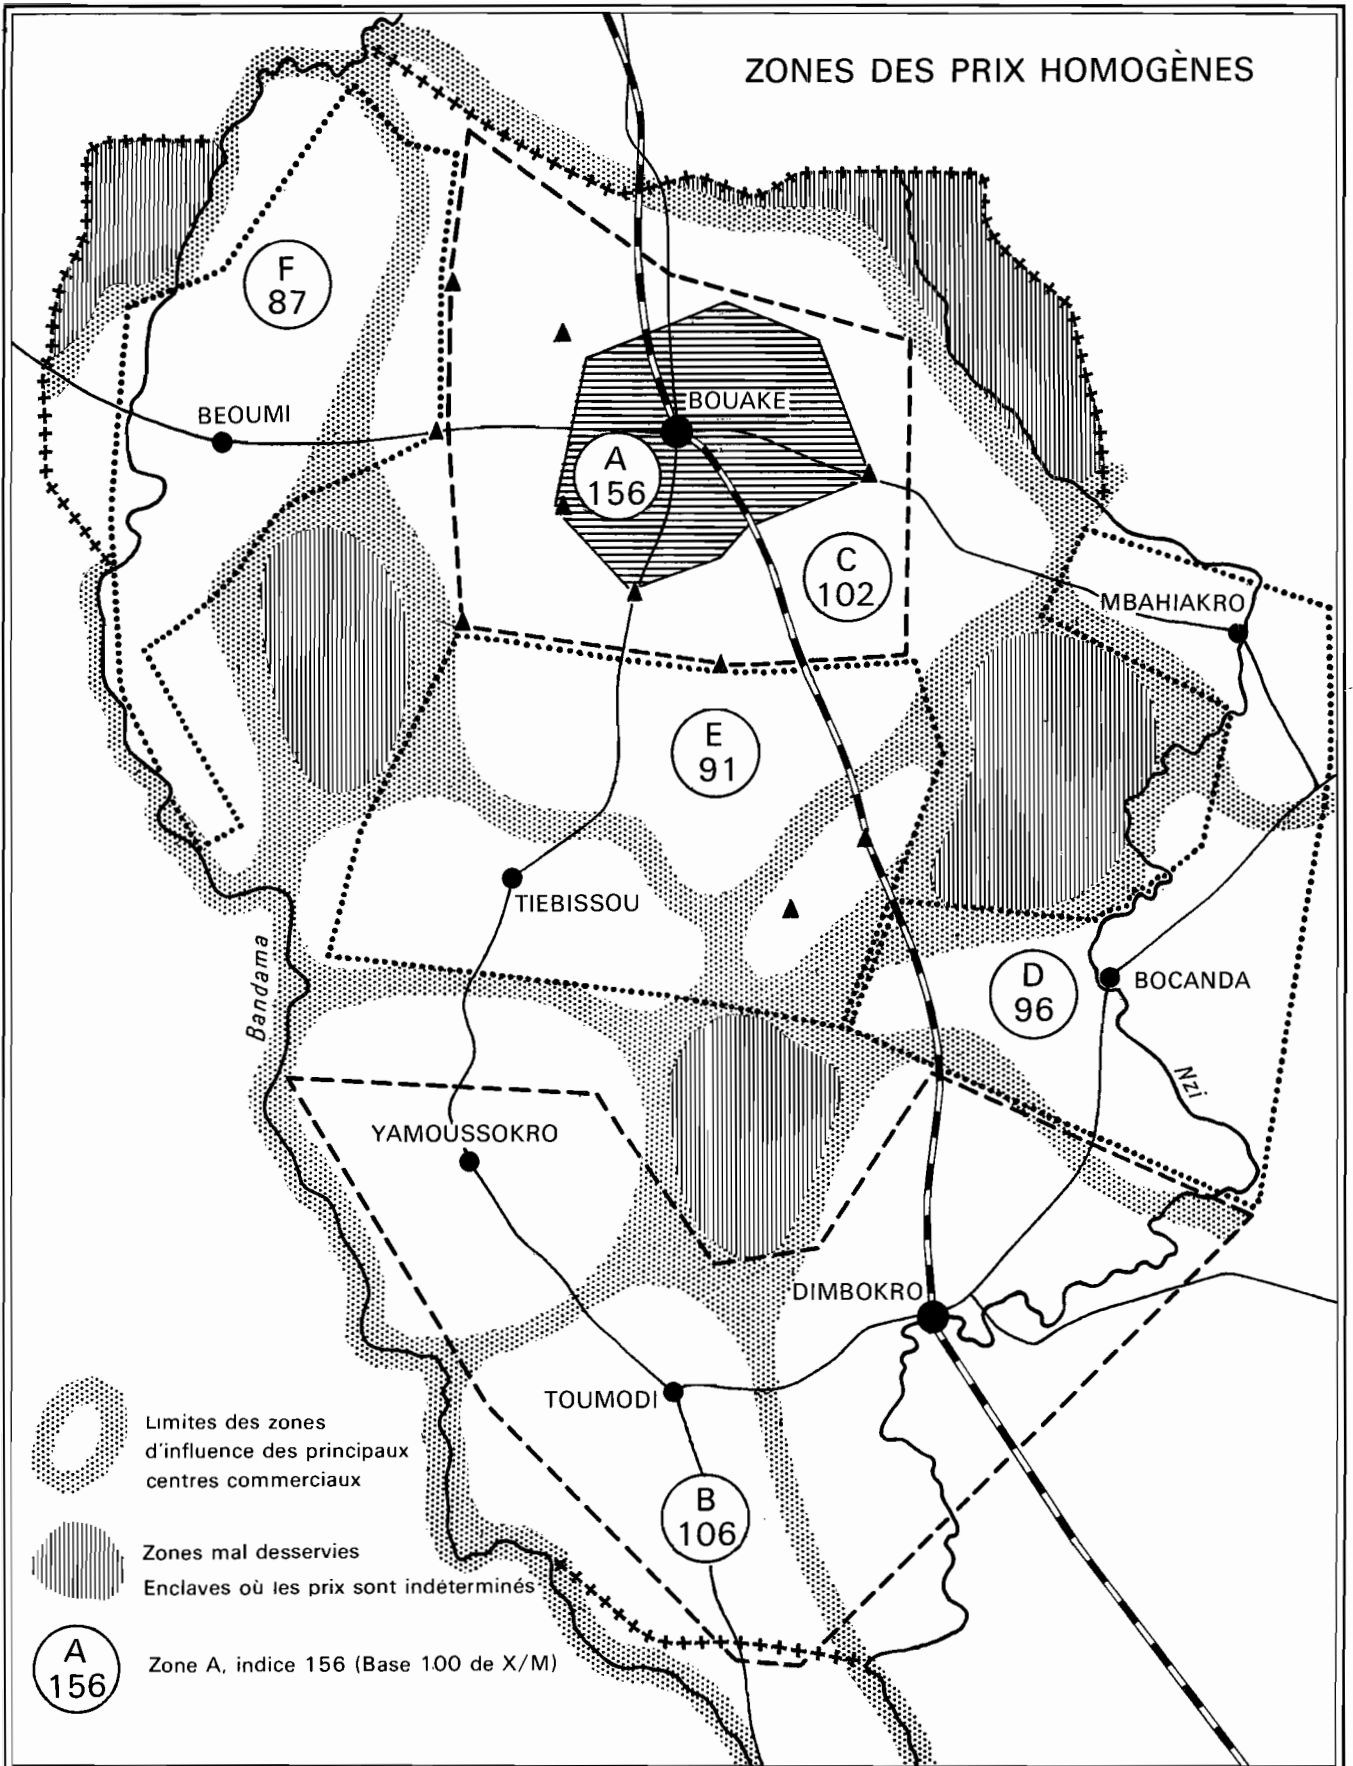 ZONES DES PRIX HOMOGÈNES
F
87
BEOUMI
BOUAKE
A
156
C
102
MBAHIAKRO
E
91
TIEBISSOU
D
96
BOCANDA
Bandama
Nzi
YAMOUSSOKRO
DIMBOKRO
TOUMODI
B
106
Limites des zones
d'influence des principaux
centres commerciaux
Zones mal desservies
Enclaves où les prix sont indéterminés
A
156
Zone A, indice 156 (Base 100 de X/M)